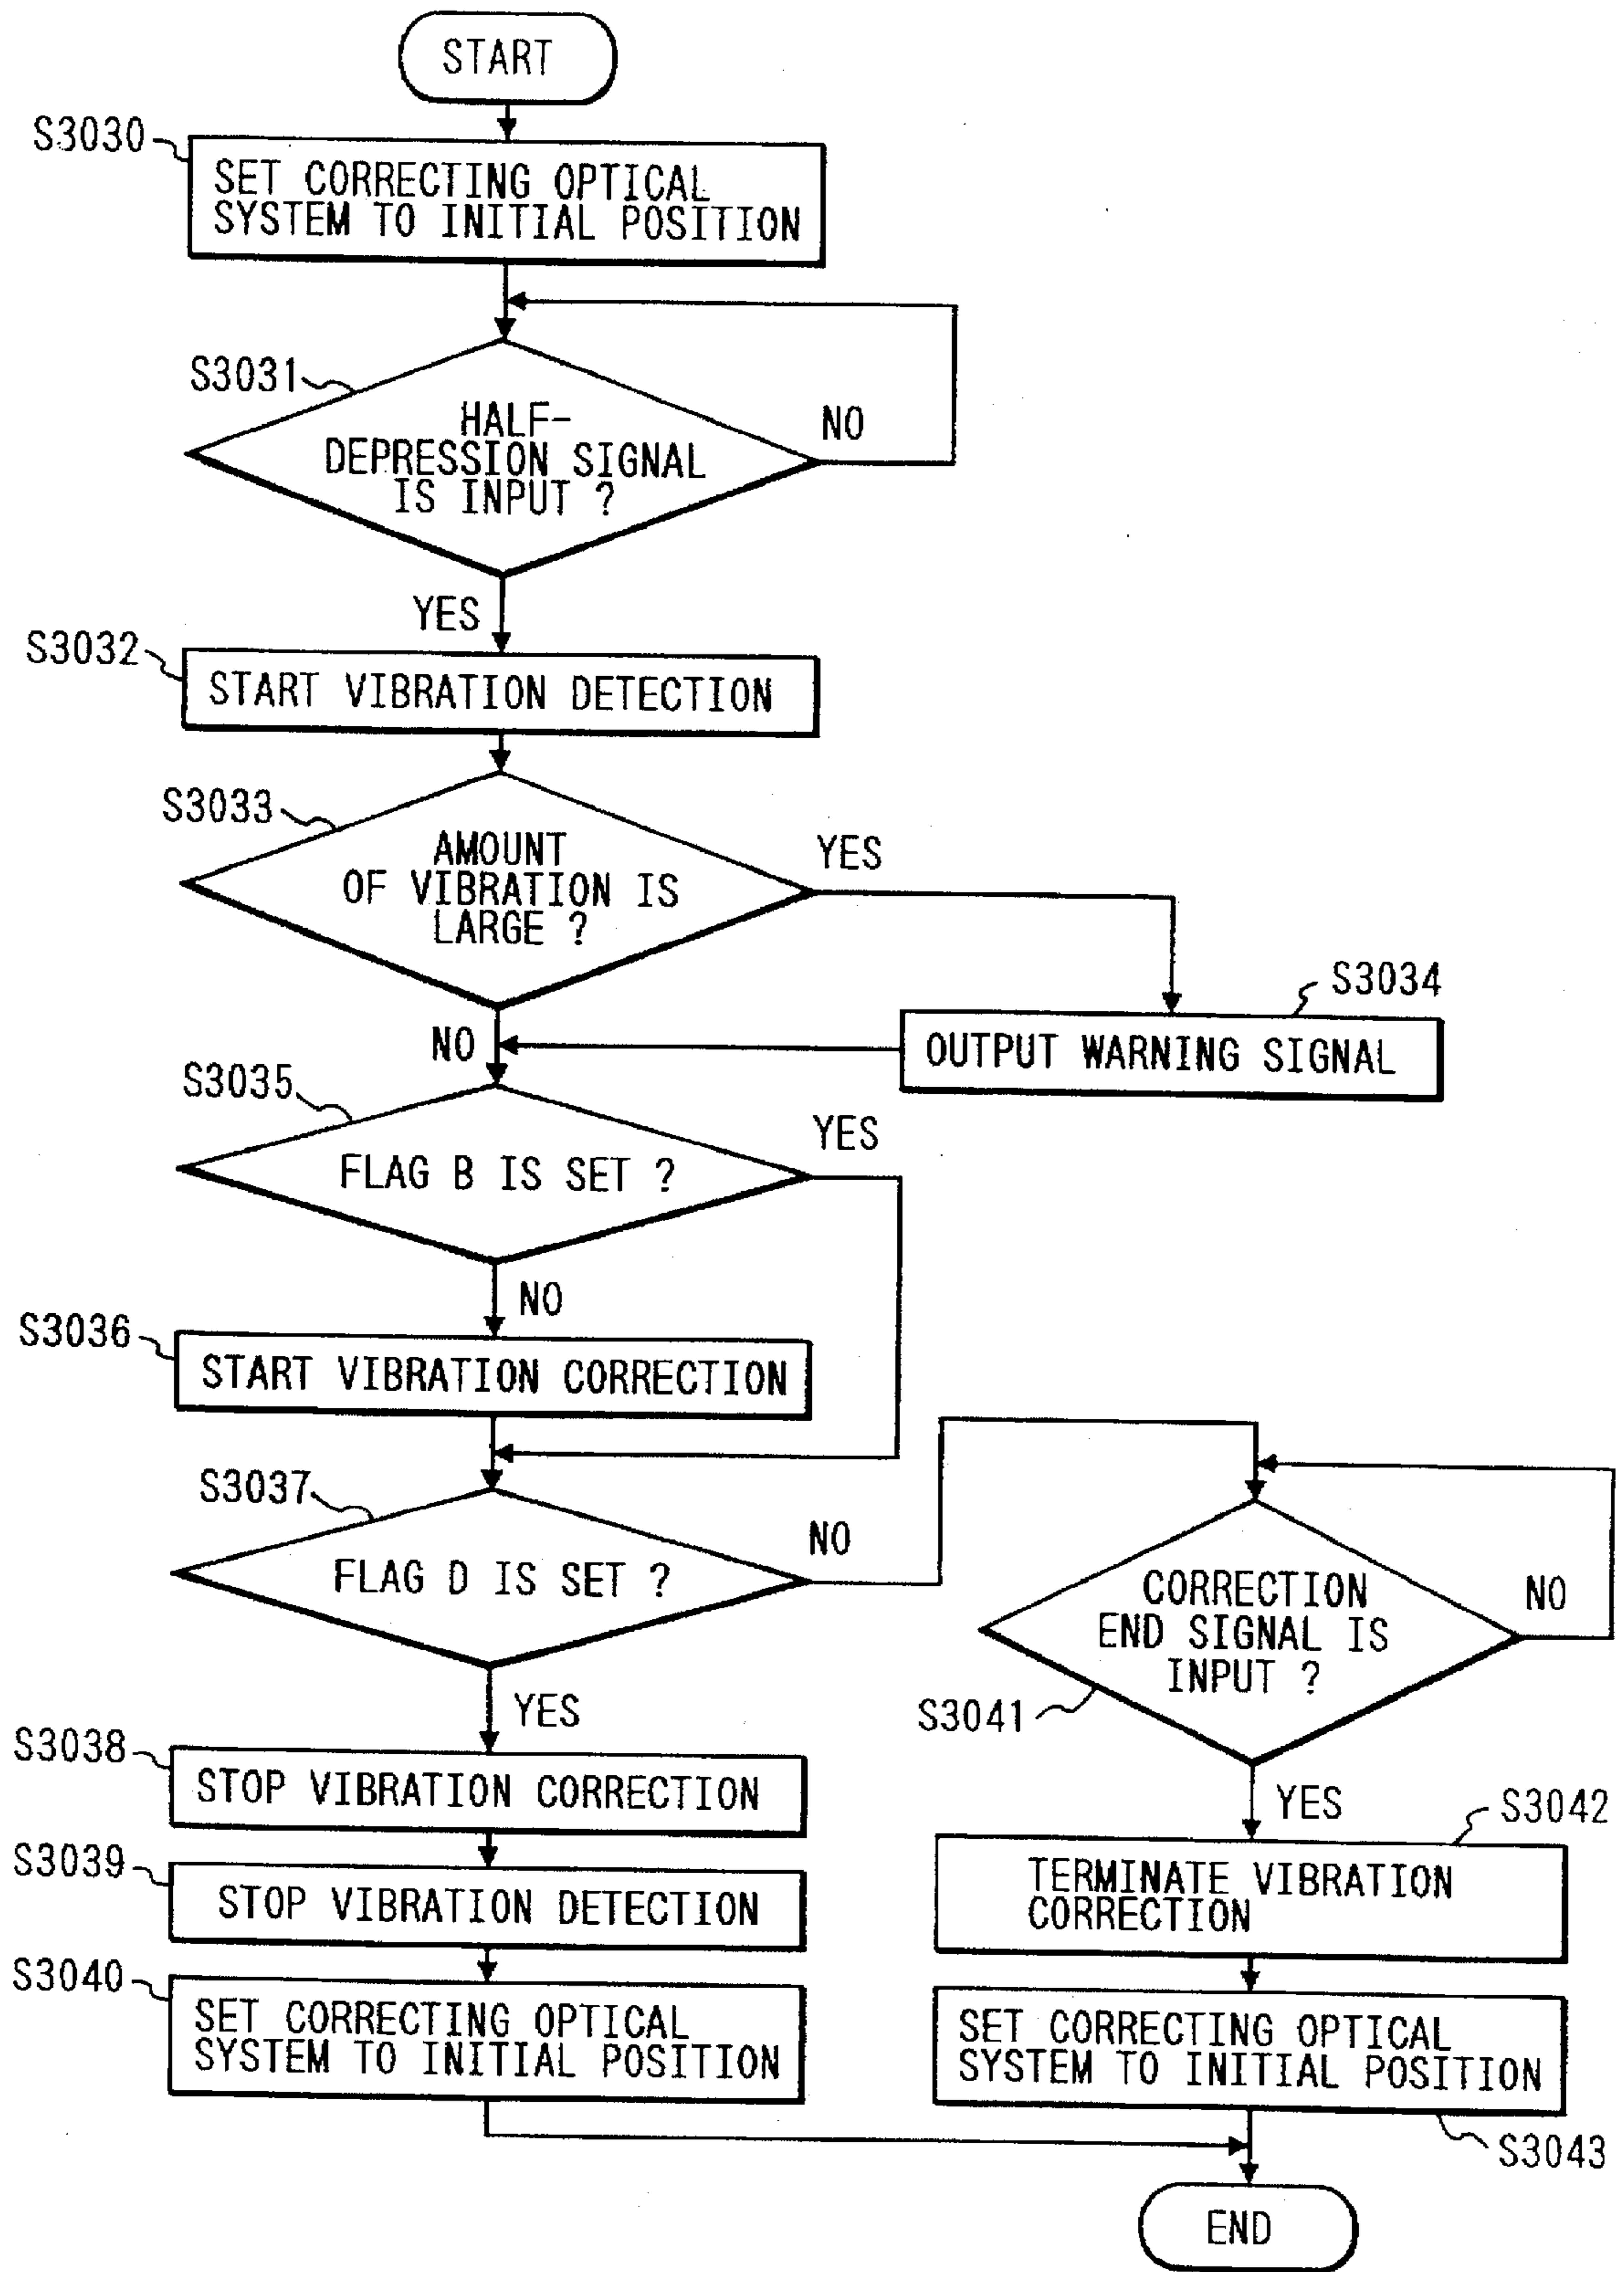 START
S3030
SET CORRECTING OPTICAL
SYSTEM TO INITIAL POSITION
S3031
HALF-
DEPRESSION SIGNAL
IS INPUT ?
NO
YES
S3032
START VIBRATION DETECTION
S3033
AMOUNT
OF VIBRATION IS
LARGE ?
YES
NO
S3034
OUTPUT WARNING SIGNAL
S3035
FLAG B IS SET ?
YES
NO
S3036
START VIBRATION CORRECTION
S3037
FLAG D IS SET ?
NO
YES
S3038
STOP VIBRATION CORRECTION
S3039
STOP VIBRATION DETECTION
S3040
SET CORRECTING OPTICAL
SYSTEM TO INITIAL POSITION
CORRECTION
END SIGNAL IS
INPUT ?
NO
S3041
YES
S3042
TERMINATE VIBRATION
CORRECTION
SET CORRECTING OPTICAL
SYSTEM TO INITIAL POSITION
S3043
END